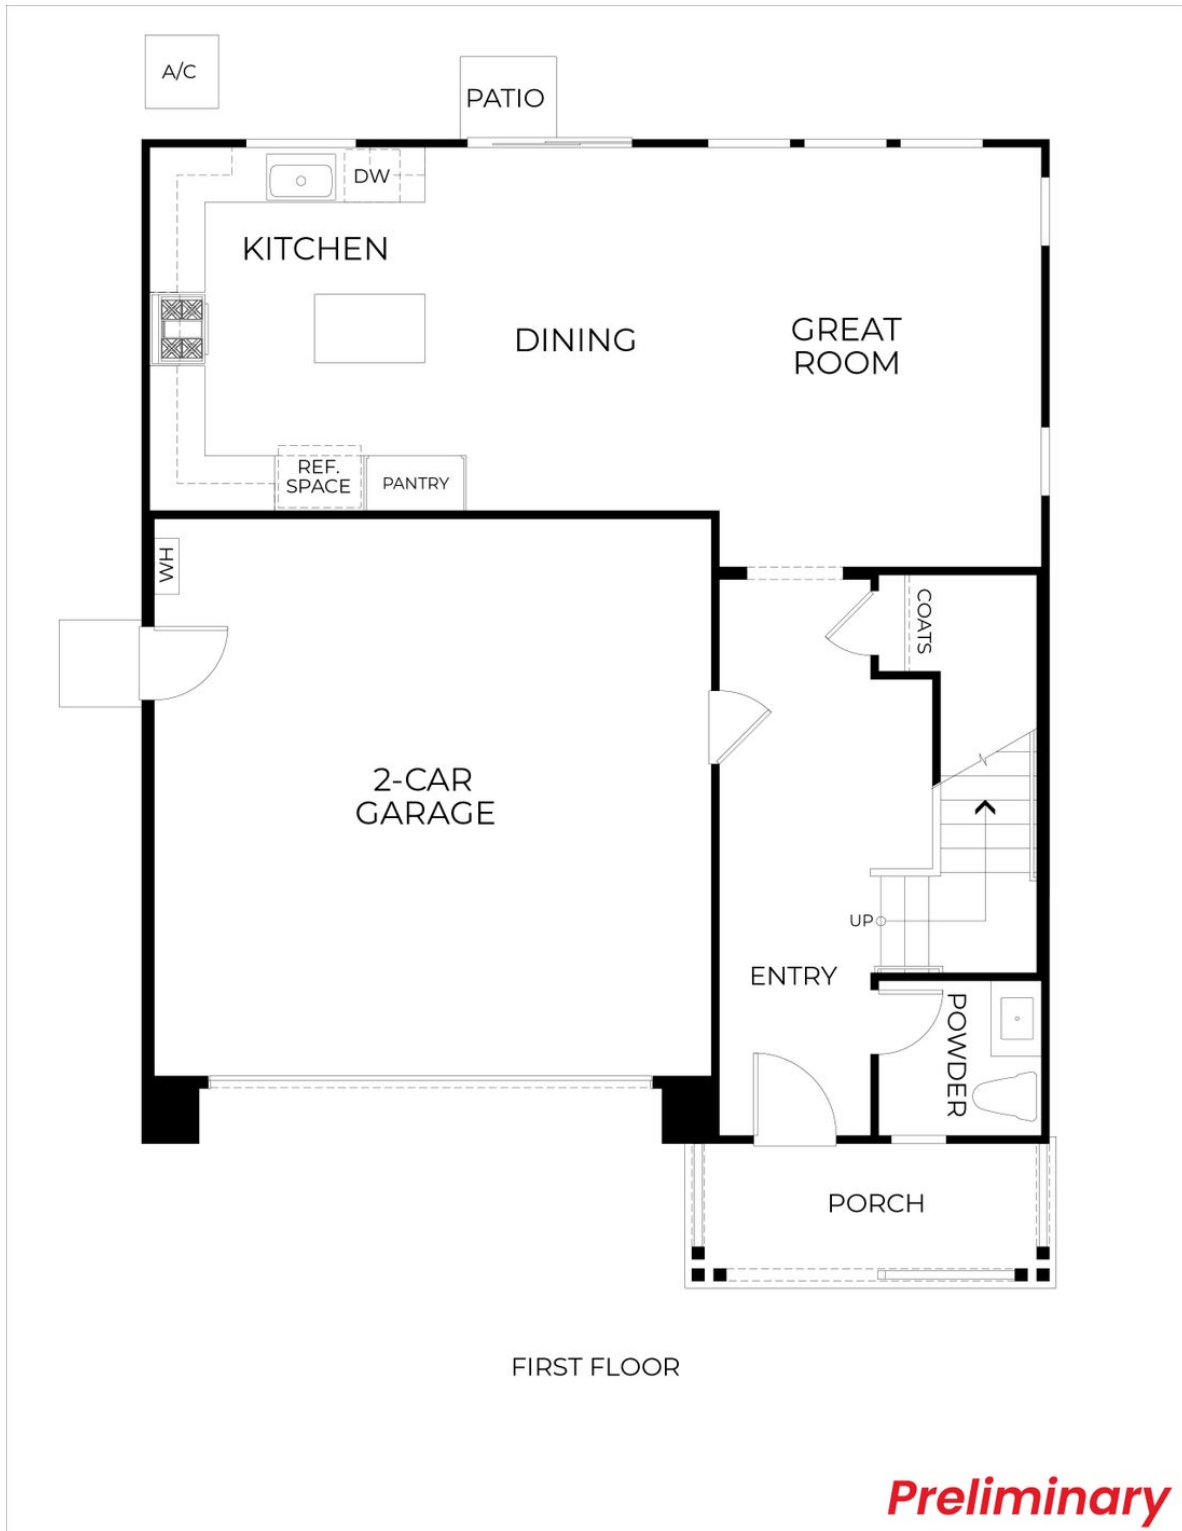 A/C
PATIO
DW
KITCHEN
DINING
GREAT
ROOM
REF.
SPACE
PANTRY
WH
COATS
2-CAR
GARAGE
UP
ENTRY
POWDER
PORCH
FIRST FLOOR
Preliminary